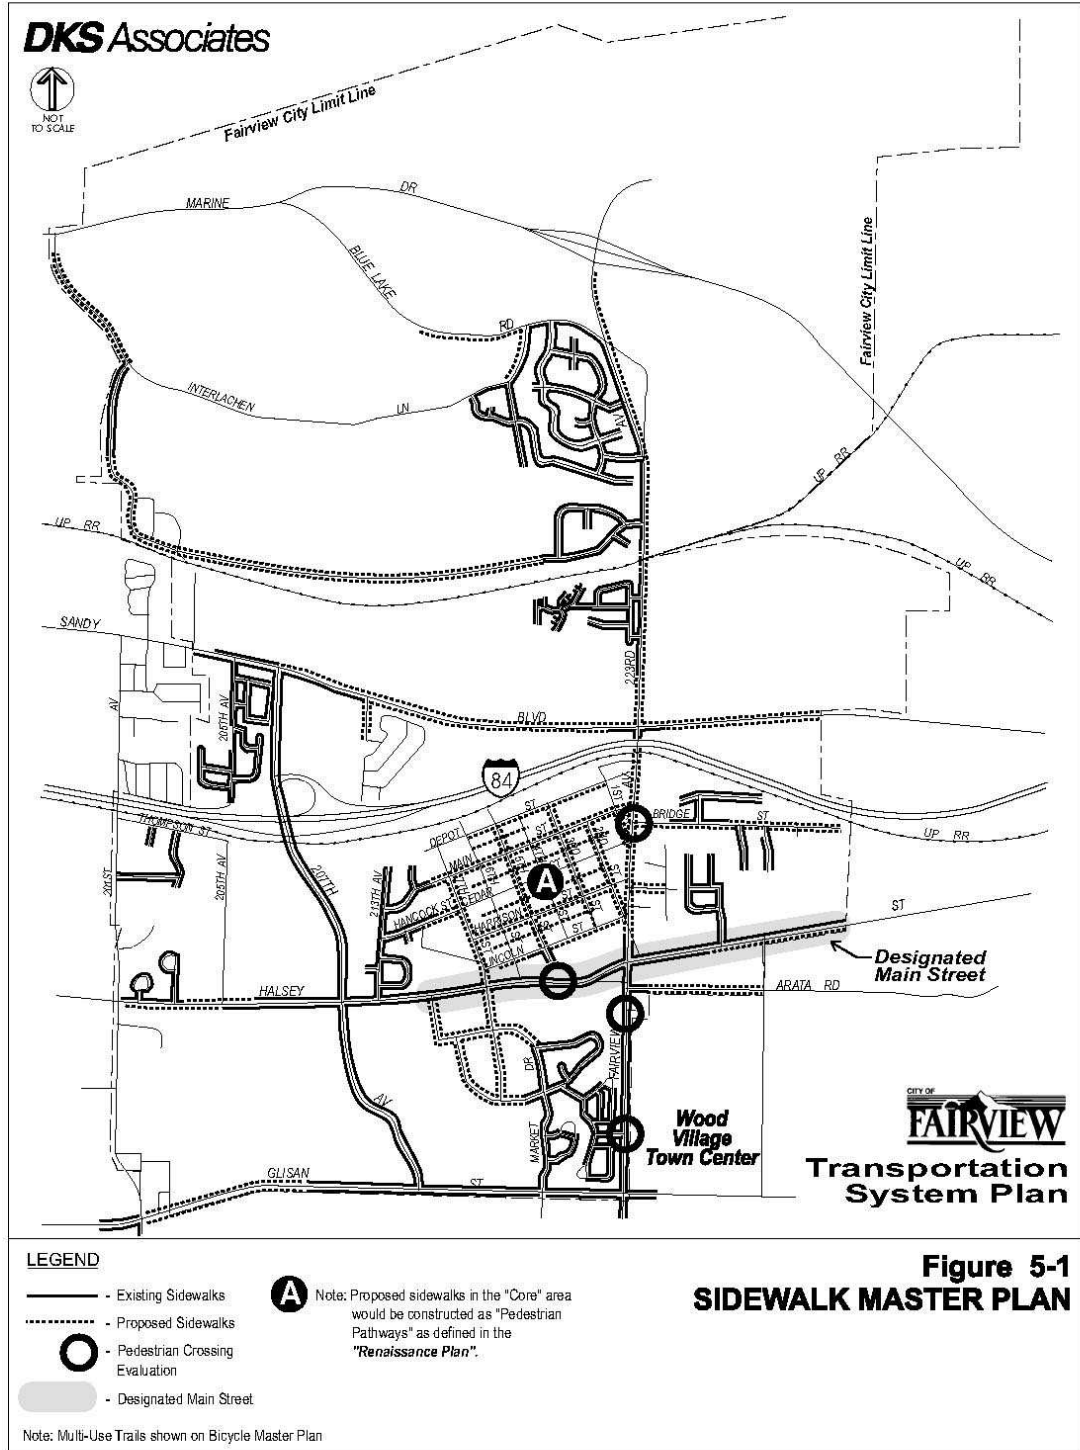 DKS Associates
NOT
TO SCALE
Fairview City Limit Line
MARINE
DR
BLUE LAKE
RD
Fairview City Limit Line
INTERLACHEN
LN
AV
UP RR
UP RR
UP RR
SANDY
BLVD
223RD
AV
206TH AV
84
THOMPSON ST
201ST
205TH AV
207TH
AV
213TH AV
DEPOT
ST
MAIN
ST
CEDAR
ST
HANCOCK ST
HARRISON
LINCOLN
ST
A
AV
BRIDGE
ST
UP RR
ST
Designated
Main Street
HALSEY
ARATA RD
FAIRVIEW
DR
MARKET
Wood
Village
Town Center
GLISAN
ST
CITY OF
FAIRVIEW
Transportation
System Plan
LEGEND
- Existing Sidewalks
- Proposed Sidewalks
- Pedestrian Crossing
Evaluation
- Designated Main Street
A
Note: Proposed sidewalks in the "Core" area
would be constructed as "Pedestrian
Pathways" as defined in the
"Renaissance Plan".
Note: Multi-Use Trails shown on Bicycle Master Plan
Figure 5-1
SIDEWALK MASTER PLAN